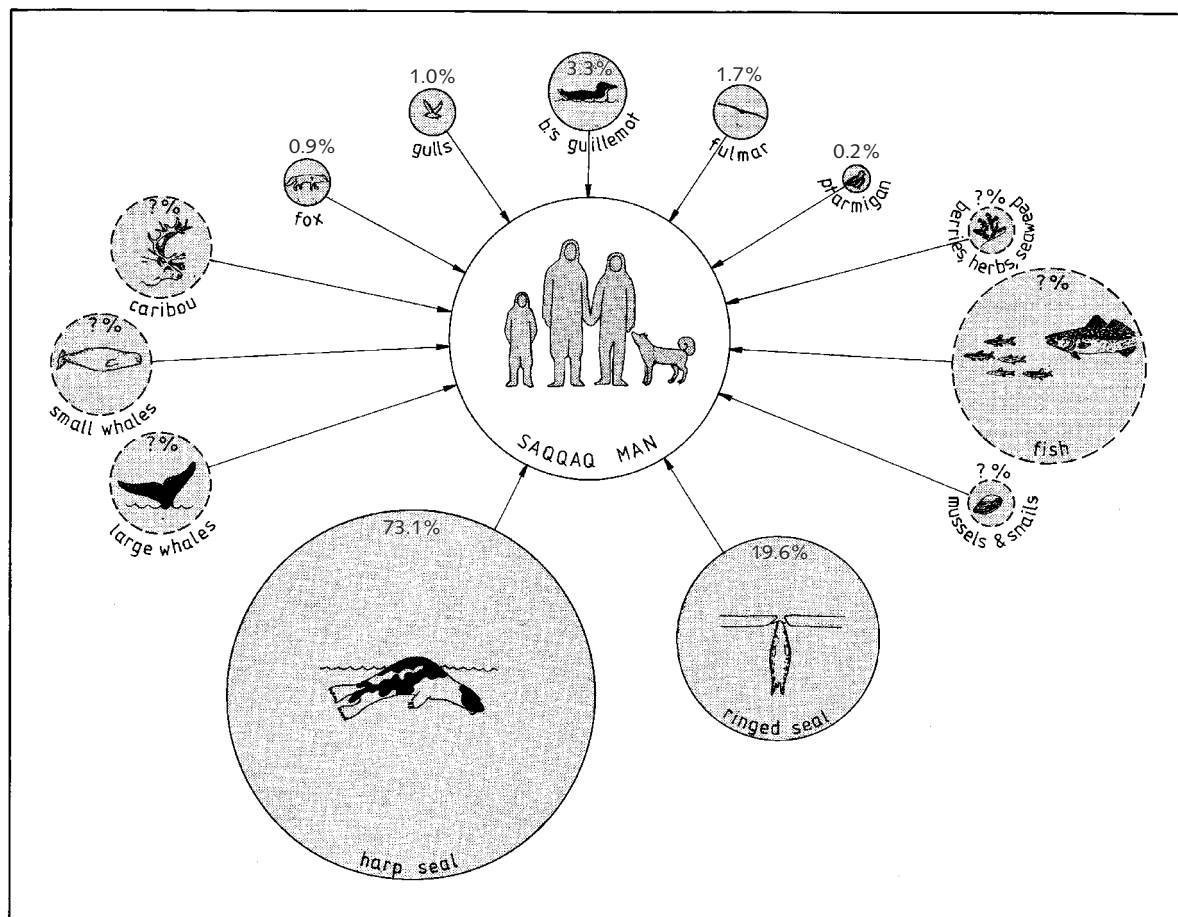 3.3%
b.'s guillemot
1.0%
gulls
1.7%
fulmar
0.9%
fox
0.2%
ptarmigan
?%
caribou
?%
berries, herbs, seaweed
?%
small whales
?%
fish
?%
large whales
SAQQAQ MAN
?%
mussels & snails
73.1%
harp seal
19.6%
ringed seal